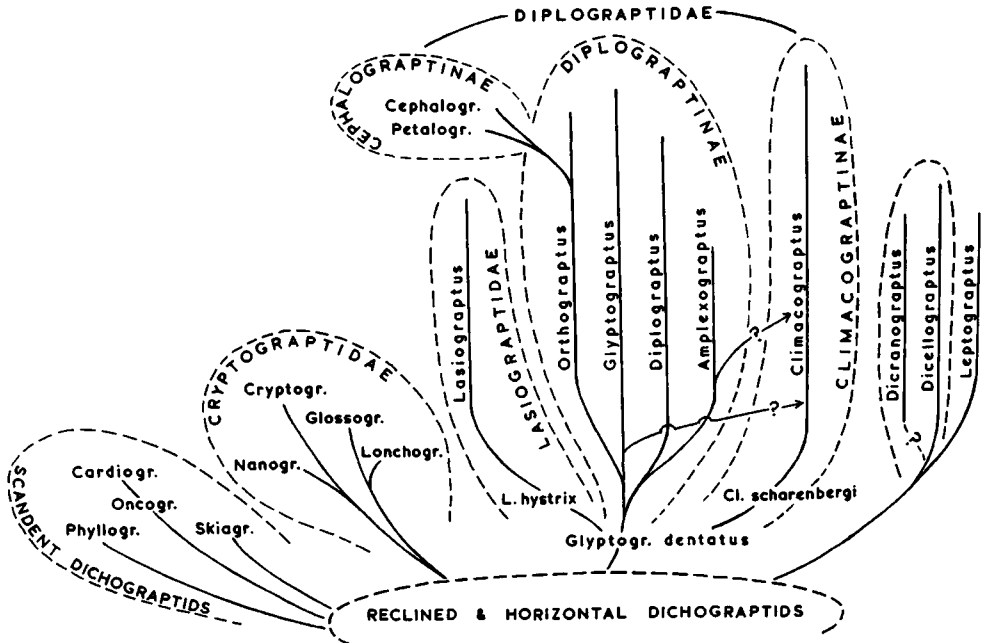 DIPLOGRAPTIDAE
CEPHALOGRAPTINAE
Cephalogr.
Petalogr.
DIPLOGRAPTINAE
CLIMACOGRAPTINAE
Lasiograptus
LASIOGRAPTIDAE
Orthograptus
Glyptograptus
Diplograptus
Amplexograptus
?
?
Climacograptus
Dicranograptus
?
Dicellograptus
Leptograptus
CRYPTOGRAPTIDAE
Cryptogr.
Glossogr.
Lonchogr.
Nanogr.
SCANDENT DICHOGRAPTIDS
Cardiogr.
Oncogr.
Phyllogr.
Skiagr.
L. hystrix
Cl. scharenbergi
Glyptogr. dentatus
RECLINED & HORIZONTAL DICHOGRAPTIDS